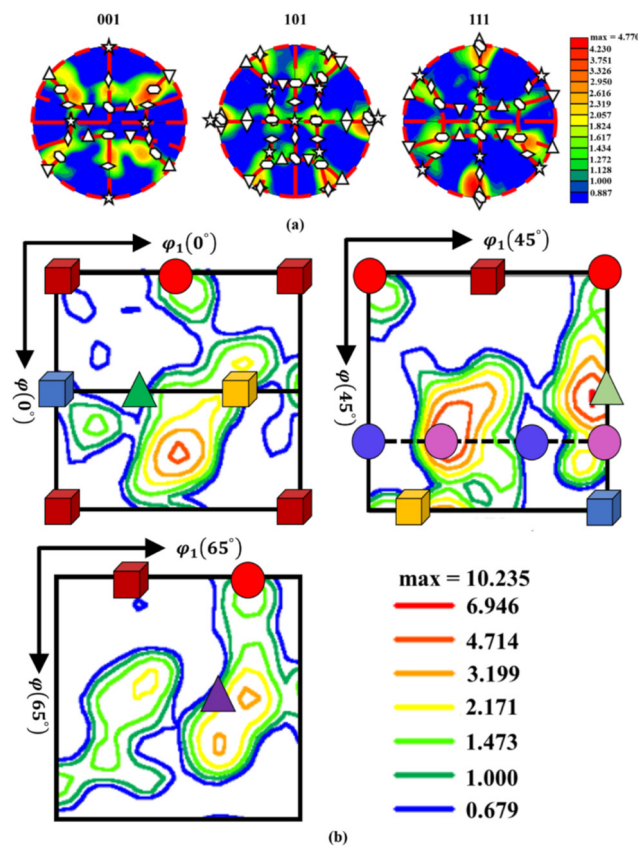 001 101 111
max = 4.770
4.230
3.751
3.326
2.950
2.616
2.319
2.057
1.824
1.617
1.434
1.272
1.128
1.000
0.887
(a)
φ₁(0°)
φ(0°)
φ₁(45°)
φ(45°)
φ₁(65°)
φ(65°)
max = 10.235
6.946
4.714
3.199
2.171
1.473
1.000
0.679
(b)